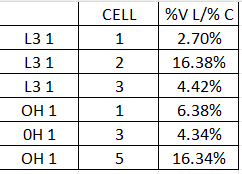 CELL %V L/% C
L3 1 1 2.70%
L3 1 2 16.38%
L3 1 3 4.42%
OH 1 1 6.38%
0H 1 3 4.34%
OH 1 5 16.34%